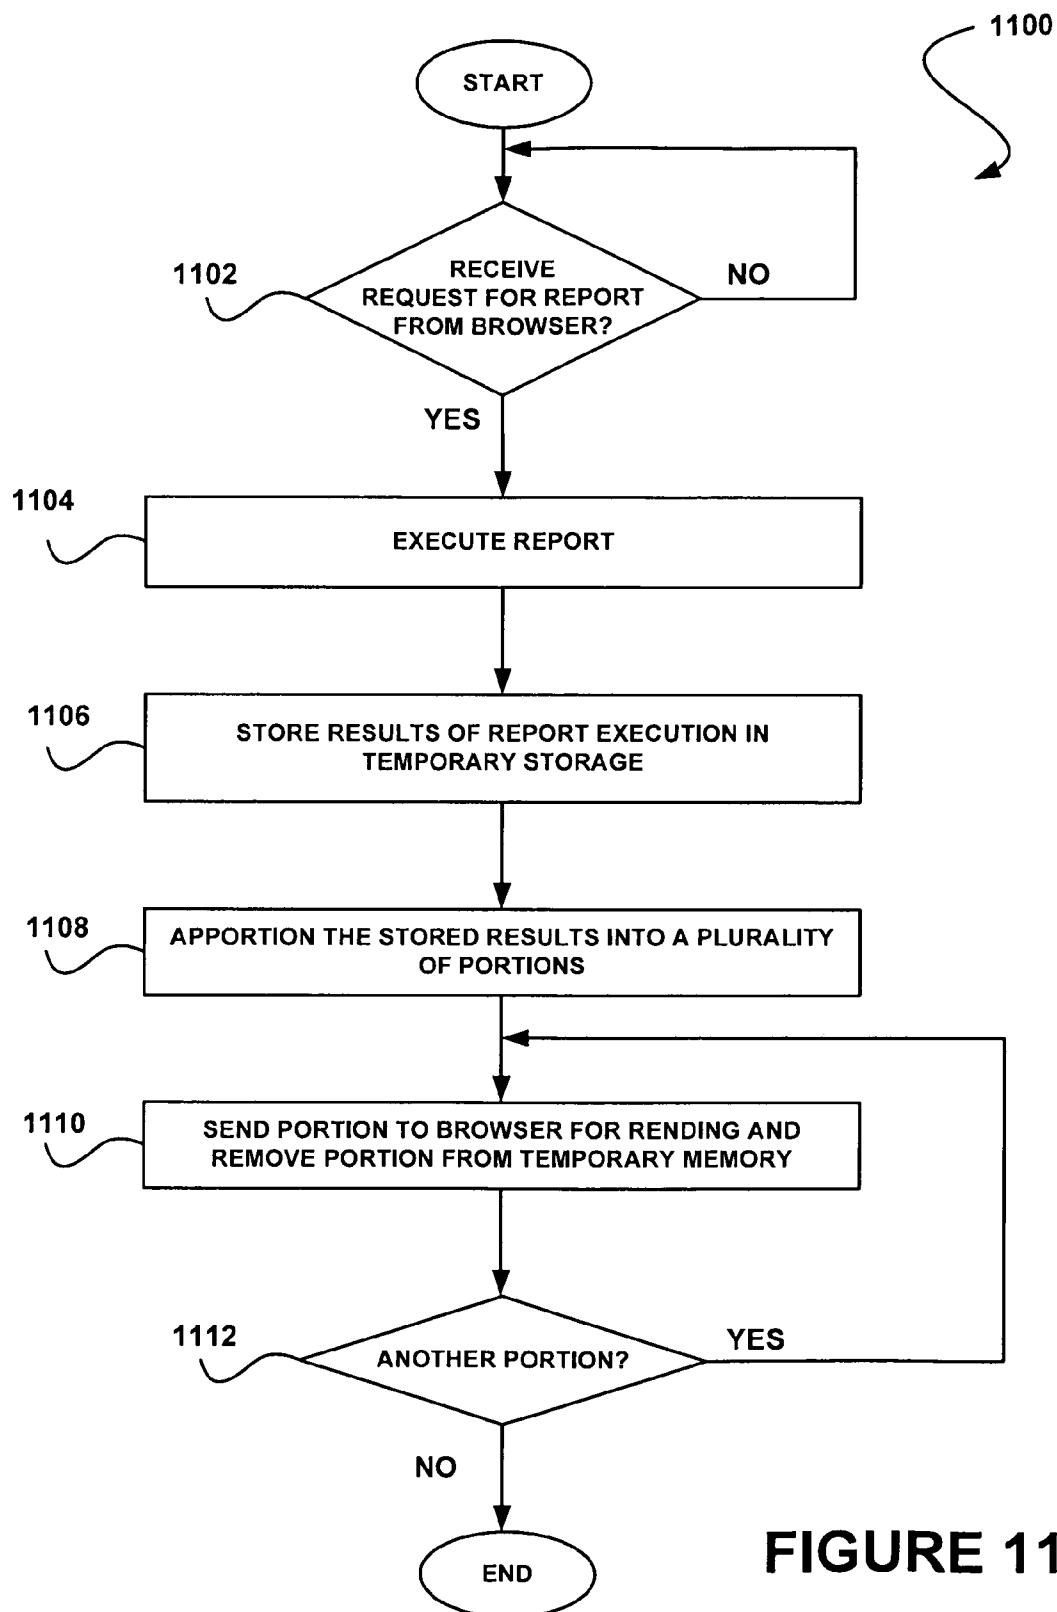 1100
START
1102
RECEIVE
REQUEST FOR REPORT
FROM BROWSER?
NO
YES
1104
EXECUTE REPORT
1106
STORE RESULTS OF REPORT EXECUTION IN
TEMPORARY STORAGE
1108
APPORTION THE STORED RESULTS INTO A PLURALITY
OF PORTIONS
1110
SEND PORTION TO BROWSER FOR RENDING AND
REMOVE PORTION FROM TEMPORARY MEMORY
1112
ANOTHER PORTION?
YES
NO
END
FIGURE 11